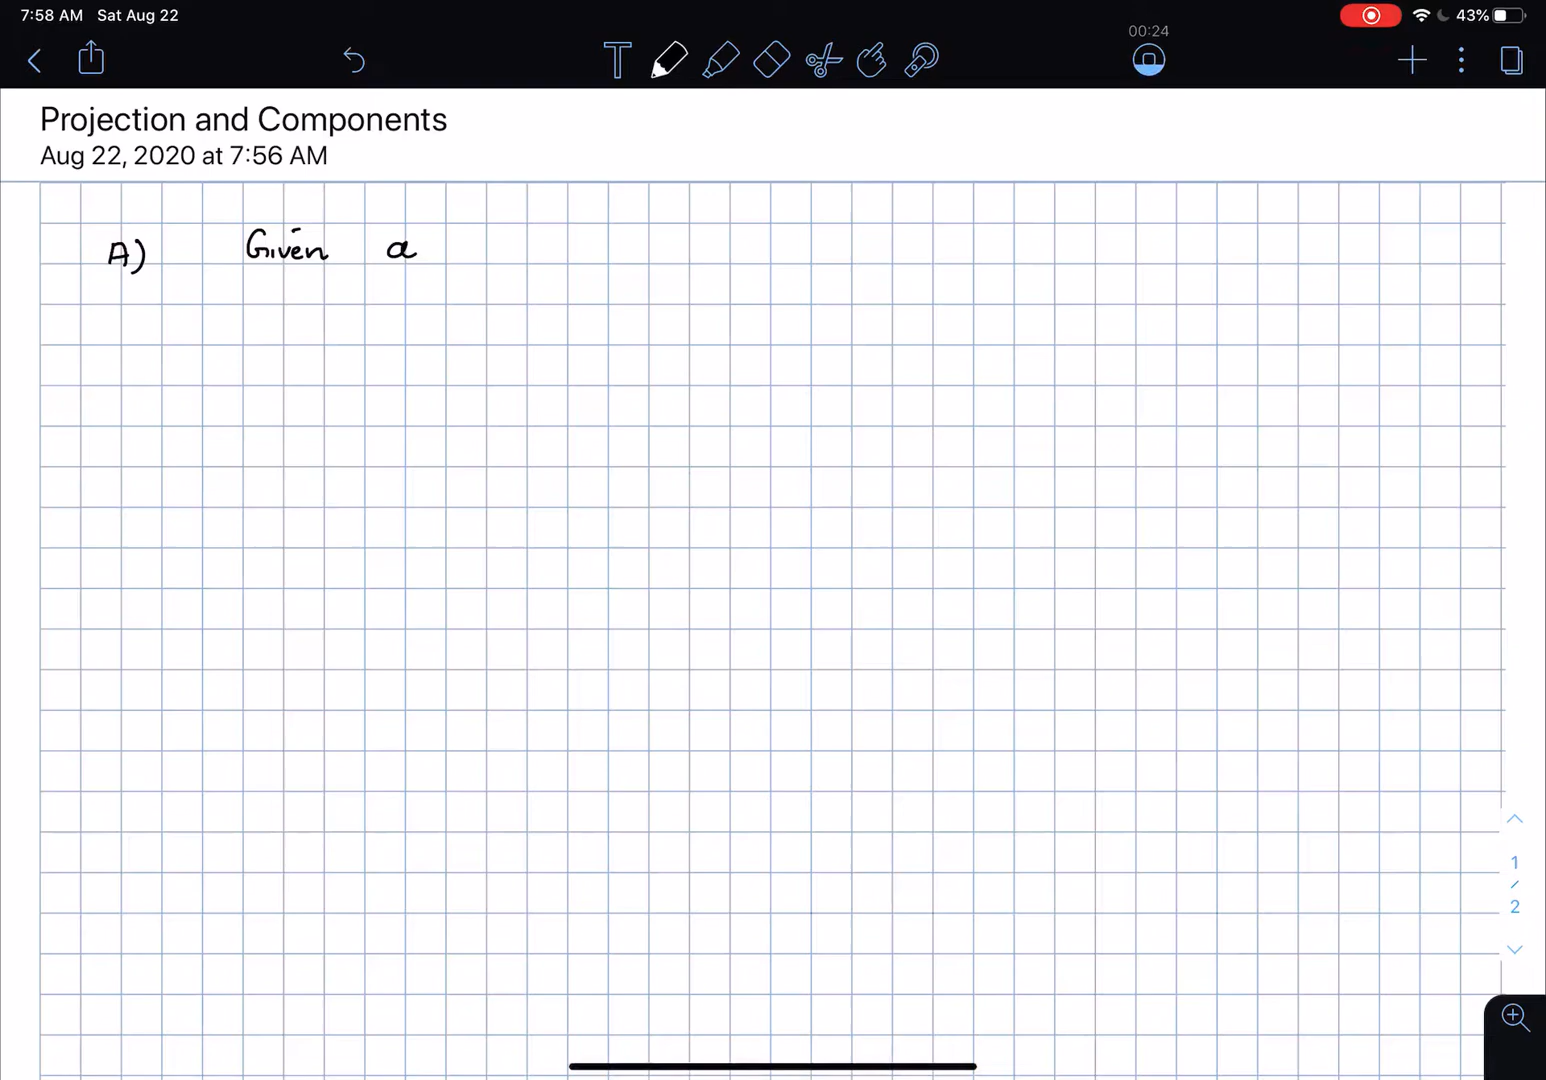 7:58 AM Sat Aug 22 43%
00:24
T
Projection and Components
Aug 22, 2020 at 7:56 AM
A) Given a
1
/
2